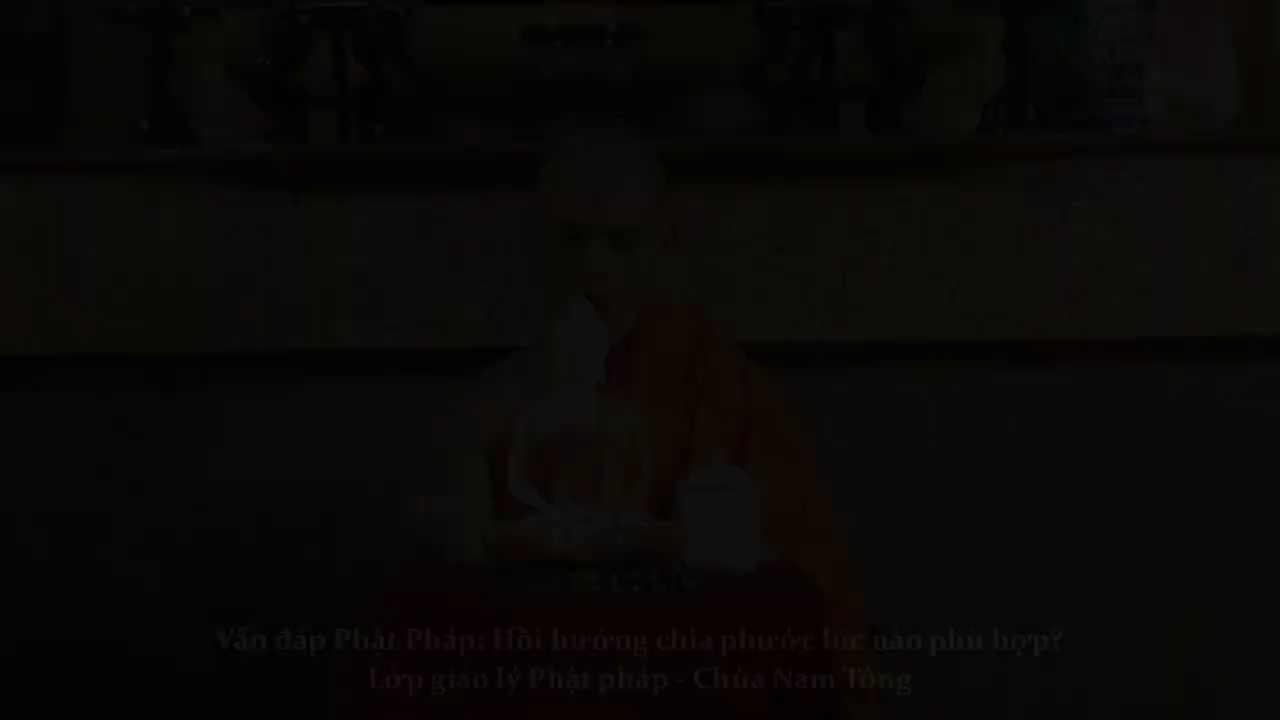 Vấn đáp Phật Pháp: Hồi hướng chia phước lúc nào phù hợp?
Lớp giáo lý Phật pháp - Chùa Nam Tông